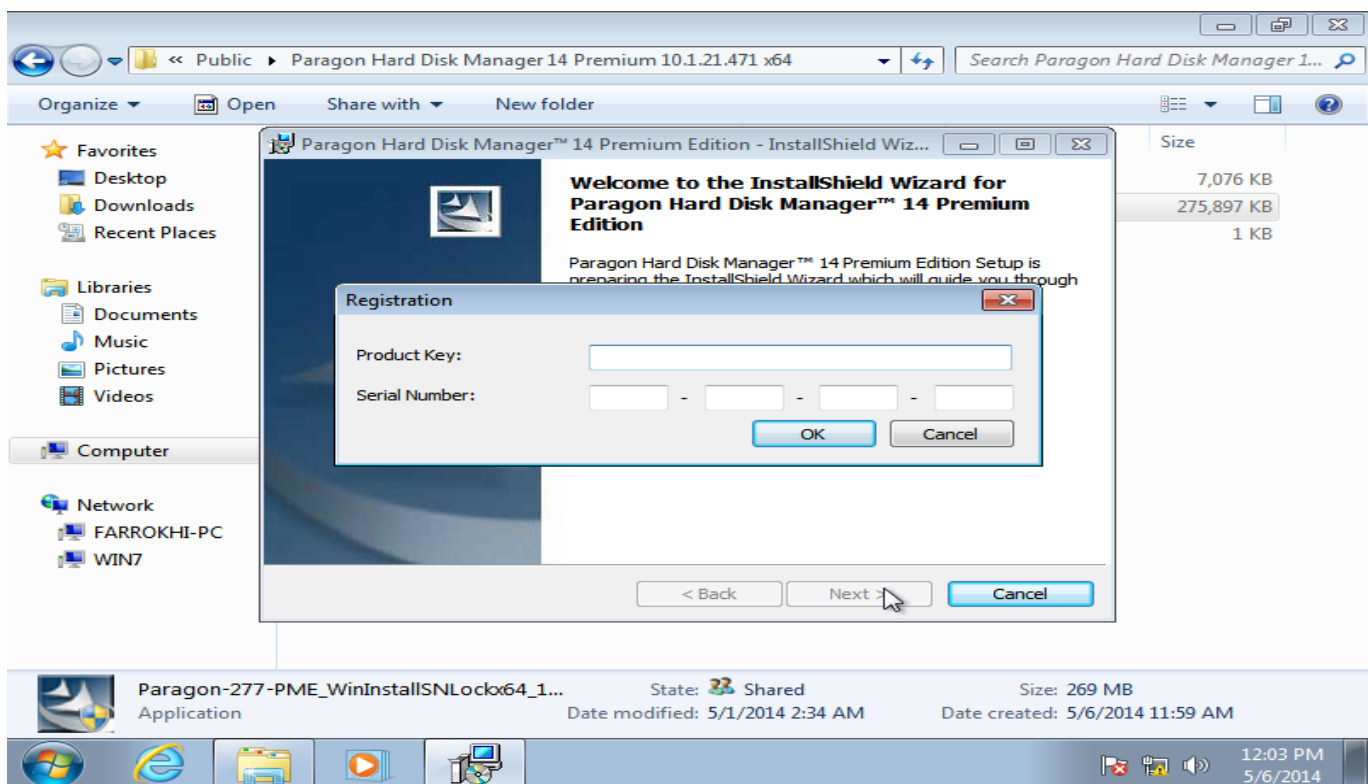 « Public ▸ Paragon Hard Disk Manager 14 Premium 10.1.21.471 x64
Search Paragon Hard Disk Manager 1...
Organize Open Share with New folder
Favorites
Desktop
Downloads
Recent Places
Libraries
Documents
Music
Pictures
Videos
Computer
Network
FARROKHI-PC
WIN7
Size
7,076 KB
275,897 KB
1 KB
Paragon Hard Disk Manager™ 14 Premium Edition - InstallShield Wiz...
Welcome to the InstallShield Wizard for
Paragon Hard Disk Manager™ 14 Premium
Edition
Paragon Hard Disk Manager™ 14 Premium Edition Setup is
preparing the InstallShield Wizard which will guide you through
Registration
Product Key:
Serial Number:
- - -
OK Cancel
< Back Next > Cancel
Paragon-277-PME_WinInstallSNLockx64_1... State: Shared Size: 269 MB
Application Date modified: 5/1/2014 2:34 AM Date created: 5/6/2014 11:59 AM
12:03 PM
5/6/2014